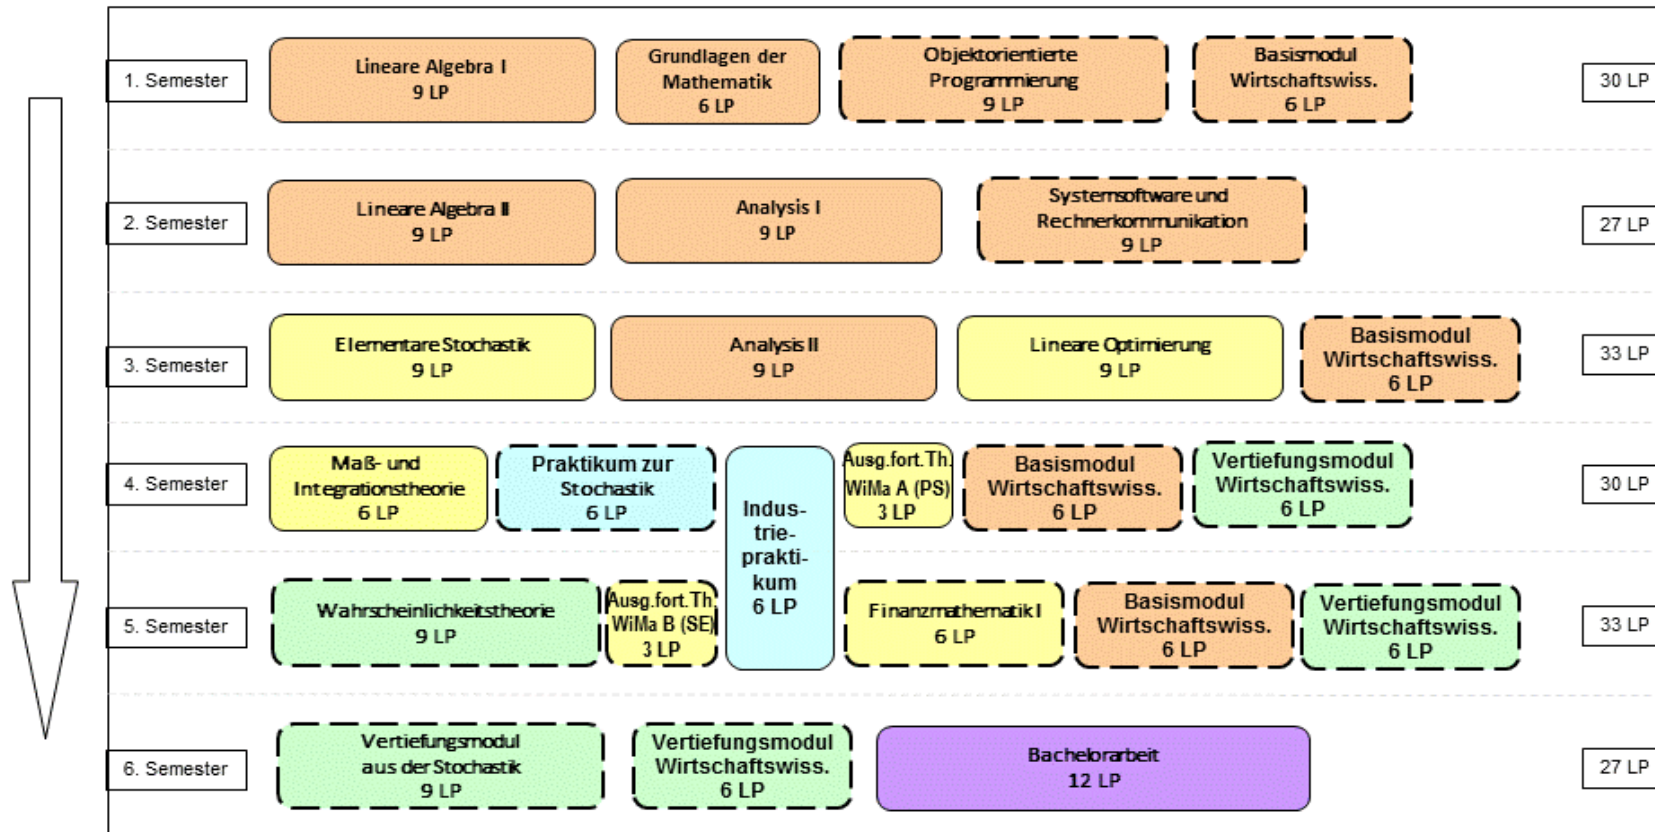 1. Semester
Lineare Algebra I
9 LP
Grundlagen der
Mathematik
6 LP
Objektorientierte
Programmierung
9 LP
Basismodul
Wirtschaftswiss.
6 LP
30 LP
2. Semester
Lineare Algebra II
9 LP
Analysis I
9 LP
Systemsoftware und
Rechnerkommunikation
9 LP
27 LP
3. Semester
Elementare Stochastik
9 LP
Analysis II
9 LP
Lineare Optimierung
9 LP
Basismodul
Wirtschaftswiss.
6 LP
33 LP
4. Semester
Maß- und
Integrationstheorie
6 LP
Praktikum zur
Stochastik
6 LP
Indus-
trie-
prakti-
kum
6 LP
Ausg.fort.Th.
WiMa A (PS)
3 LP
Basismodul
Wirtschaftswiss.
6 LP
Vertiefungsmodul
Wirtschaftswiss.
6 LP
30 LP
5. Semester
Wahrscheinlichkeitstheorie
9 LP
Ausg.fort.Th.
WiMa B (SE)
3 LP
Finanzmathematik I
6 LP
Basismodul
Wirtschaftswiss.
6 LP
Vertiefungsmodul
Wirtschaftswiss.
6 LP
33 LP
6. Semester
Vertiefungsmodul
aus der Stochastik
9 LP
Vertiefungsmodul
Wirtschaftswiss.
6 LP
Bachelorarbeit
12 LP
27 LP